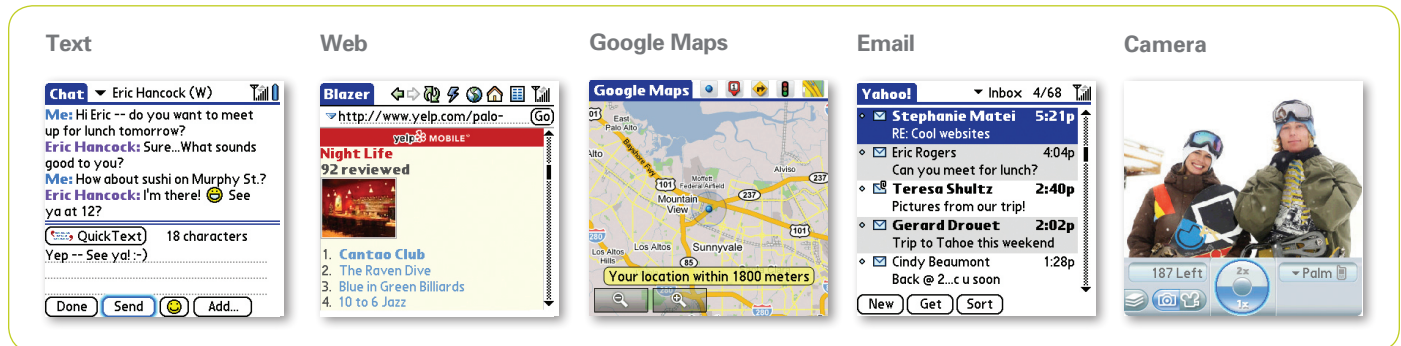 Text
Chat Eric Hancock (W)
Me: Hi Eric -- do you want to meet
up for lunch tomorrow?
Eric Hancock: Sure...What sounds
good to you?
Me: How about sushi on Murphy St.?
Eric Hancock: I'm there! See
ya at 12?
QuickText 18 characters
Yep -- See ya! :-)
Done Send Add...
Web
Blazer
http://www.yelp.com/palo- Go
yelp MOBILE
Night Life
92 reviewed
1. Cantao Club
2. The Raven Dive
3. Blue in Green Billiards
4. 10 to 6 Jazz
Google Maps
Google Maps
101
East
Palo Alto
Bayshore Fwy
Alto
Alviso
237
Moffett
Federal Airfield
101
237
Mountain
View
101
280
Los Altos
Sunnyvale
Los Altos
Hills
85
Your location within 1800 meters
280
Email
Yahoo! Inbox 4/68
Stephanie Matei 5:21p
RE: Cool websites
Eric Rogers 4:04p
Can you meet for lunch?
Teresa Shultz 2:40p
Pictures from our trip!
Gerard Drouet 2:02p
Trip to Tahoe this weekend
Cindy Beaumont 1:28p
Back @ 2...c u soon
New Get Sort
Camera
187 Left 2x Palm
1x